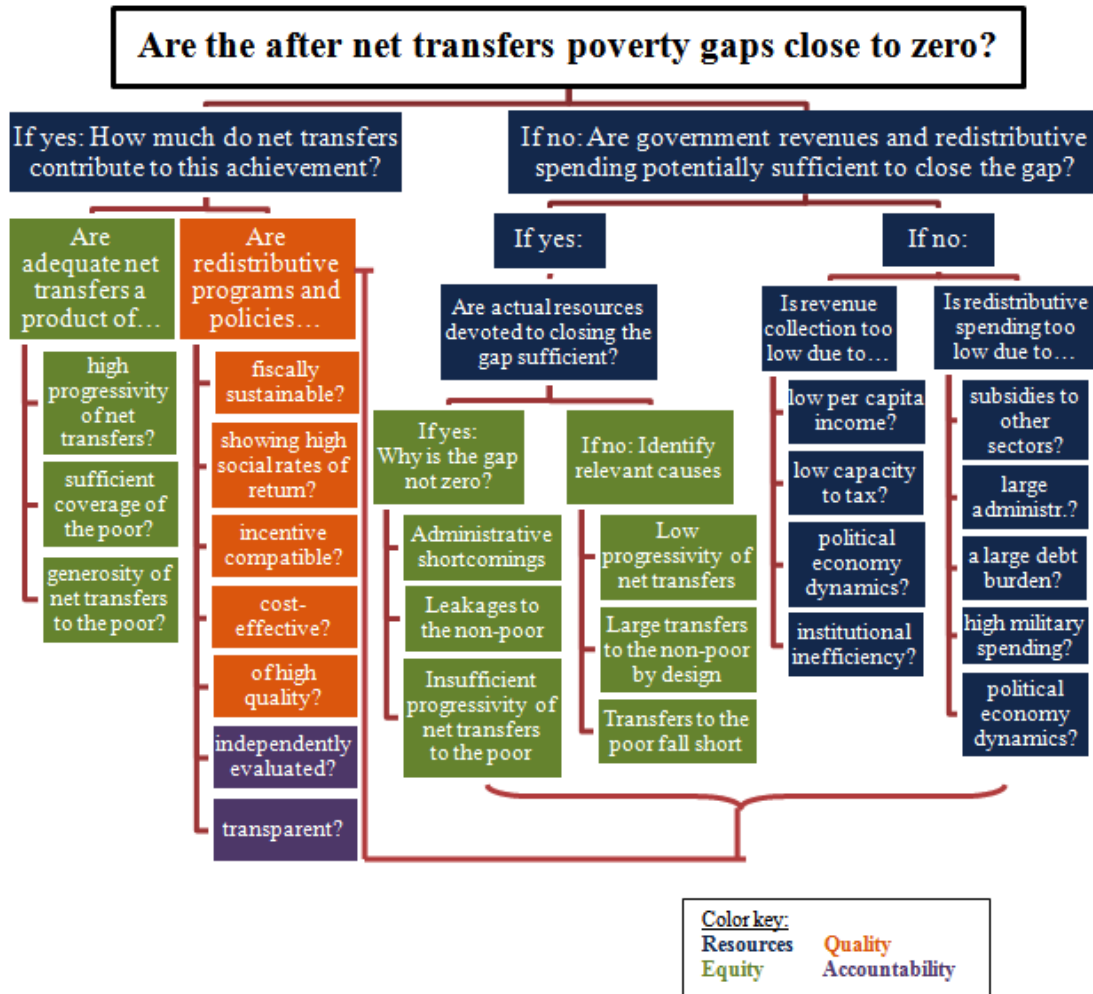 Are the after net transfers poverty gaps close to zero?
If yes: How much do net transfers
contribute to this achievement?
If no: Are government revenues and redistributive
spending potentially sufficient to close the gap?
Are
adequate net
transfers a
product of…
high
progressivity
of net
transfers?
sufficient
coverage of
the poor?
generosity of
net transfers
to the poor?
Are
redistributive
programs and
policies…
fiscally
sustainable?
showing high
social rates of
return?
incentive
compatible?
cost-
effective?
of high
quality?
independently
evaluated?
transparent?
If yes:
Are actual resources
devoted to closing the
gap sufficient?
If yes:
Why is the gap
not zero?
Administrative
shortcomings
Leakages to
the non-poor
Insufficient
progressivity of
net transfers
to the poor
If no: Identify
relevant causes
Low
progressivity of
net transfers
Large transfers
to the non-poor
by design
Transfers to the
poor fall short
If no:
Is revenue
collection too
low due to…
low per capita
income?
low capacity
to tax?
political
economy
dynamics?
institutional
inefficiency?
Is redistributive
spending too
low due to…
subsidies to
other
sectors?
large
administr.?
a large debt
burden?
high military
spending?
political
economy
dynamics?
Color key:
Resources Quality
Equity Accountability